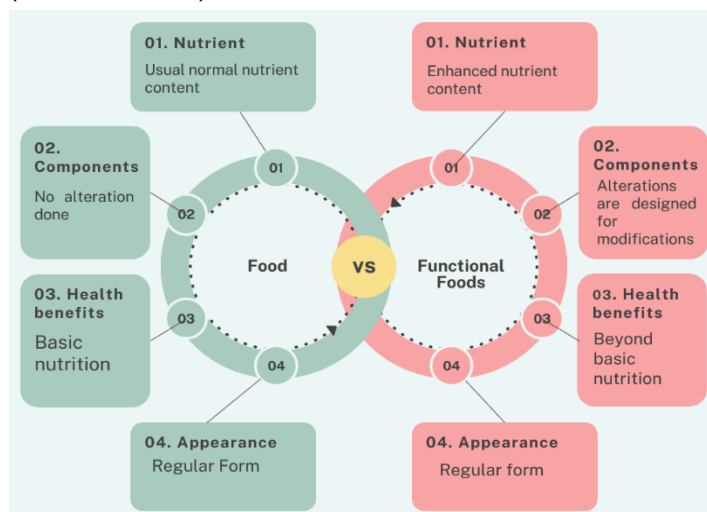 01. Nutrient
Usual normal nutrient
content
02.
Components
No alteration
done
03. Health
benefits
Basic
nutrition
04. Appearance
Regular Form
01
02
03
04
Food
VS
Functional
Foods
01
02
03
04
01. Nutrient
Enhanced nutrient
content
02.
Components
Alterations
are designed
for
modifications
03. Health
benefits
Beyond
basic
nutrition
04. Appearance
Regular form